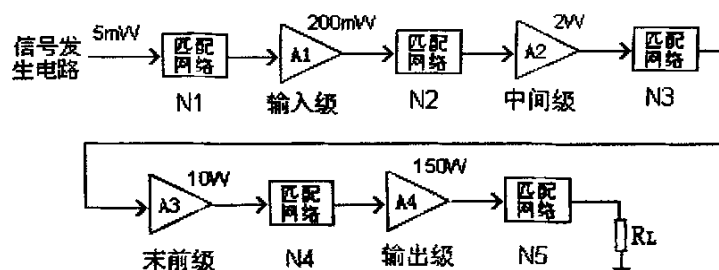 信号发生电路 5mW 匹配网络 A1 200mW 匹配网络 A2 2W 匹配网络
N1 输入级 N2 中间级 N3
A3 10W 匹配网络 A4 150W 匹配网络 RL
末前级 N4 输出级 N5